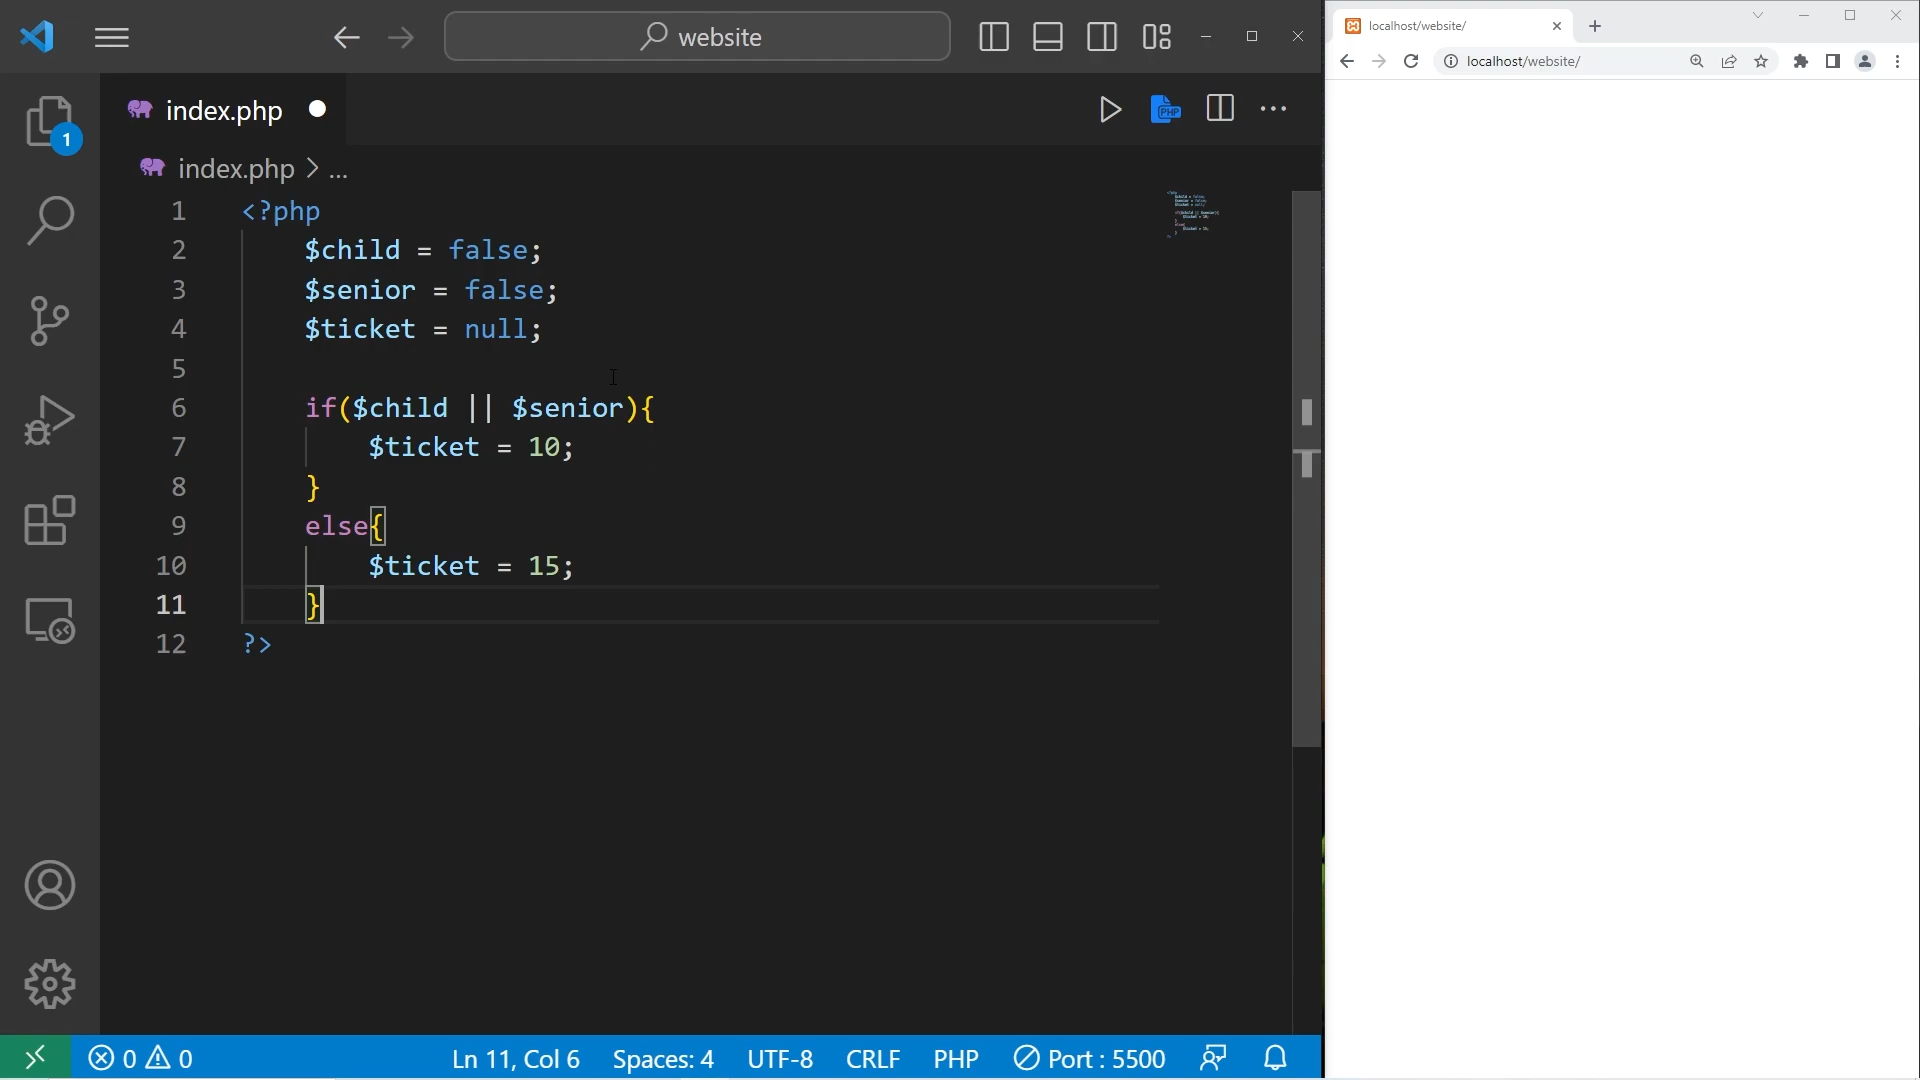 website
localhost/website/
localhost/website/
index.php
PHP
1
index.php > ...
1 <?php
2 $child = false;
3 $senior = false;
4 $ticket = null;
5
6 if($child || $senior){
7 $ticket = 10;
8 }
9 else{
10 $ticket = 15;
11 }
12 ?>
0 0 Ln 11, Col 6 Spaces: 4 UTF-8 CRLF PHP Port : 5500